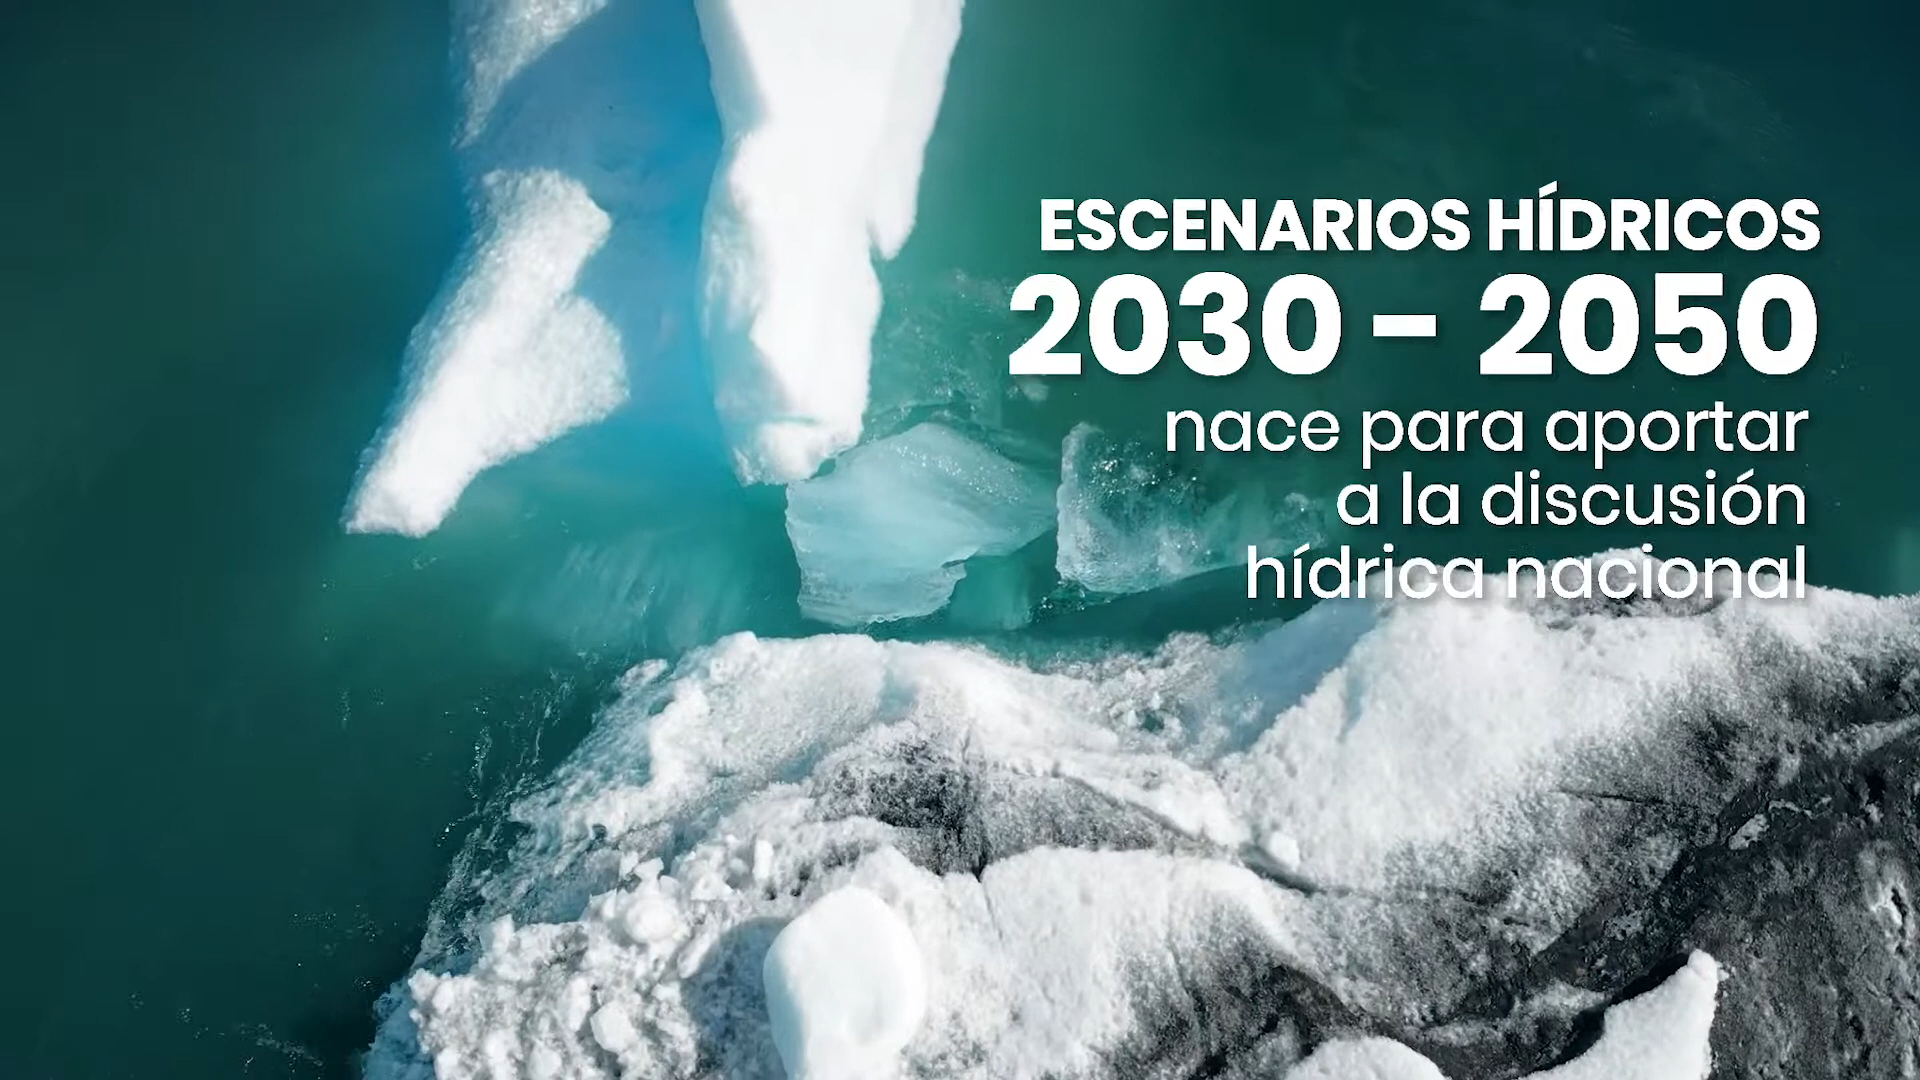 ESCENARIOS HÍDRICOS
2030 - 2050
nace para aportar
a la discusión
hídrica nacional